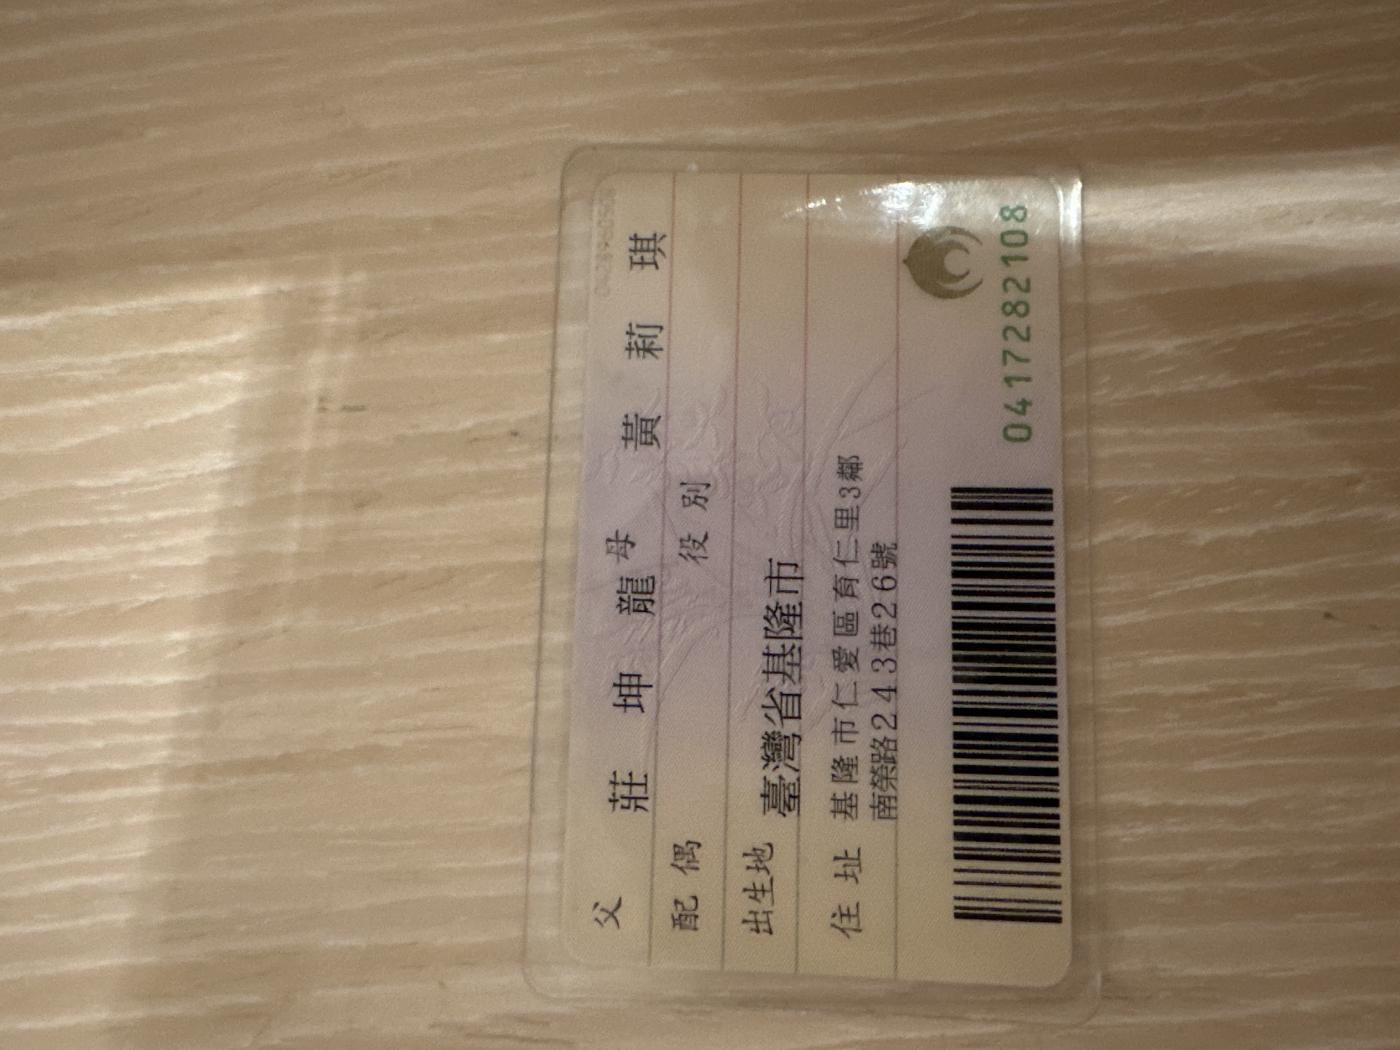 父 莊坤龍 母 黃莉琪
配偶 役別
出生地 臺灣省基隆市
住址 基隆市仁愛區育仁里3鄰
南榮路243巷26號
0417282108